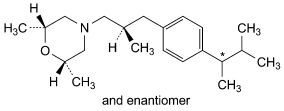 H CH3
H3C N CH3
O H CH3 *
H CH3 CH3
and enantiomer